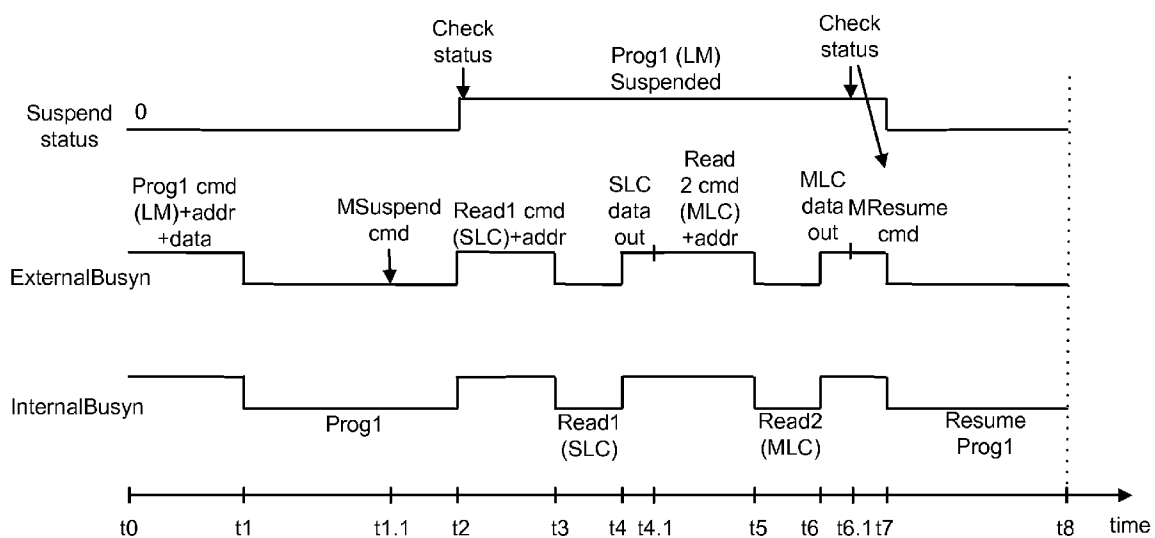 Check
status
Check
status
Prog1 (LM)
Suspended
Suspend
status
0
Prog1 cmd
(LM)+addr
+data
MSuspend
cmd
Read1 cmd
(SLC)+addr
SLC
data
out
Read
2 cmd
(MLC)
+addr
MLC
data
out
MResume
cmd
ExternalBusyn
InternalBusyn
Prog1
Read1
(SLC)
Read2
(MLC)
Resume
Prog1
t0 t1 t1.1 t2 t3 t4 t4.1 t5 t6 t6.1 t7 t8 time